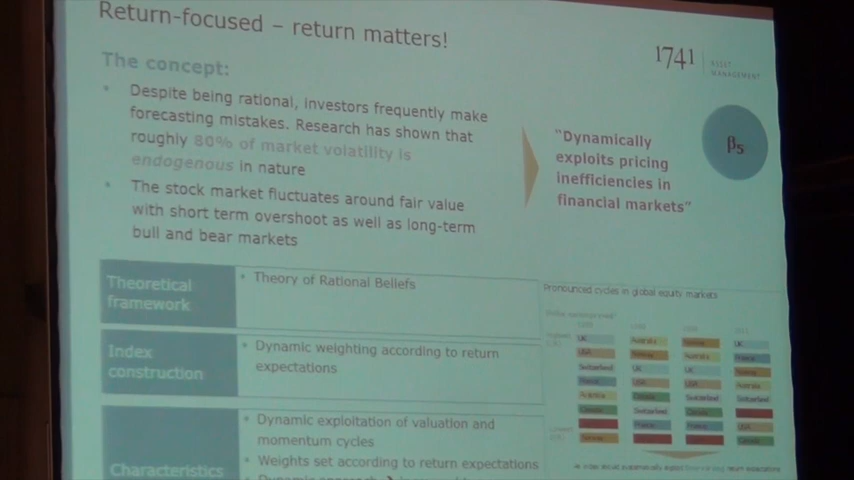 Return-focused – return matters!
1741 ASSET
MANAGEMENT
The concept:
• Despite being rational, investors frequently make
forecasting mistakes. Research has shown that
roughly 80% of market volatility is
endogenous in nature
• The stock market fluctuates around fair value
with short term overshoot as well as long-term
bull and bear markets
"Dynamically
exploits pricing
inefficiencies in
financial markets"
β5
Theoretical
framework
• Theory of Rational Beliefs
Index
construction
• Dynamic weighting according to return
expectations
Characteristics
• Dynamic exploitation of valuation and
momentum cycles
• Weights set according to return expectations
Pronounced cycles in global equity markets
UK Australia UK
USA Australia France
Switzerland UK UK
France USA USA Australia
Australia Canada Switzerland Switzerland
Switzerland Canada
France France USA
Canada